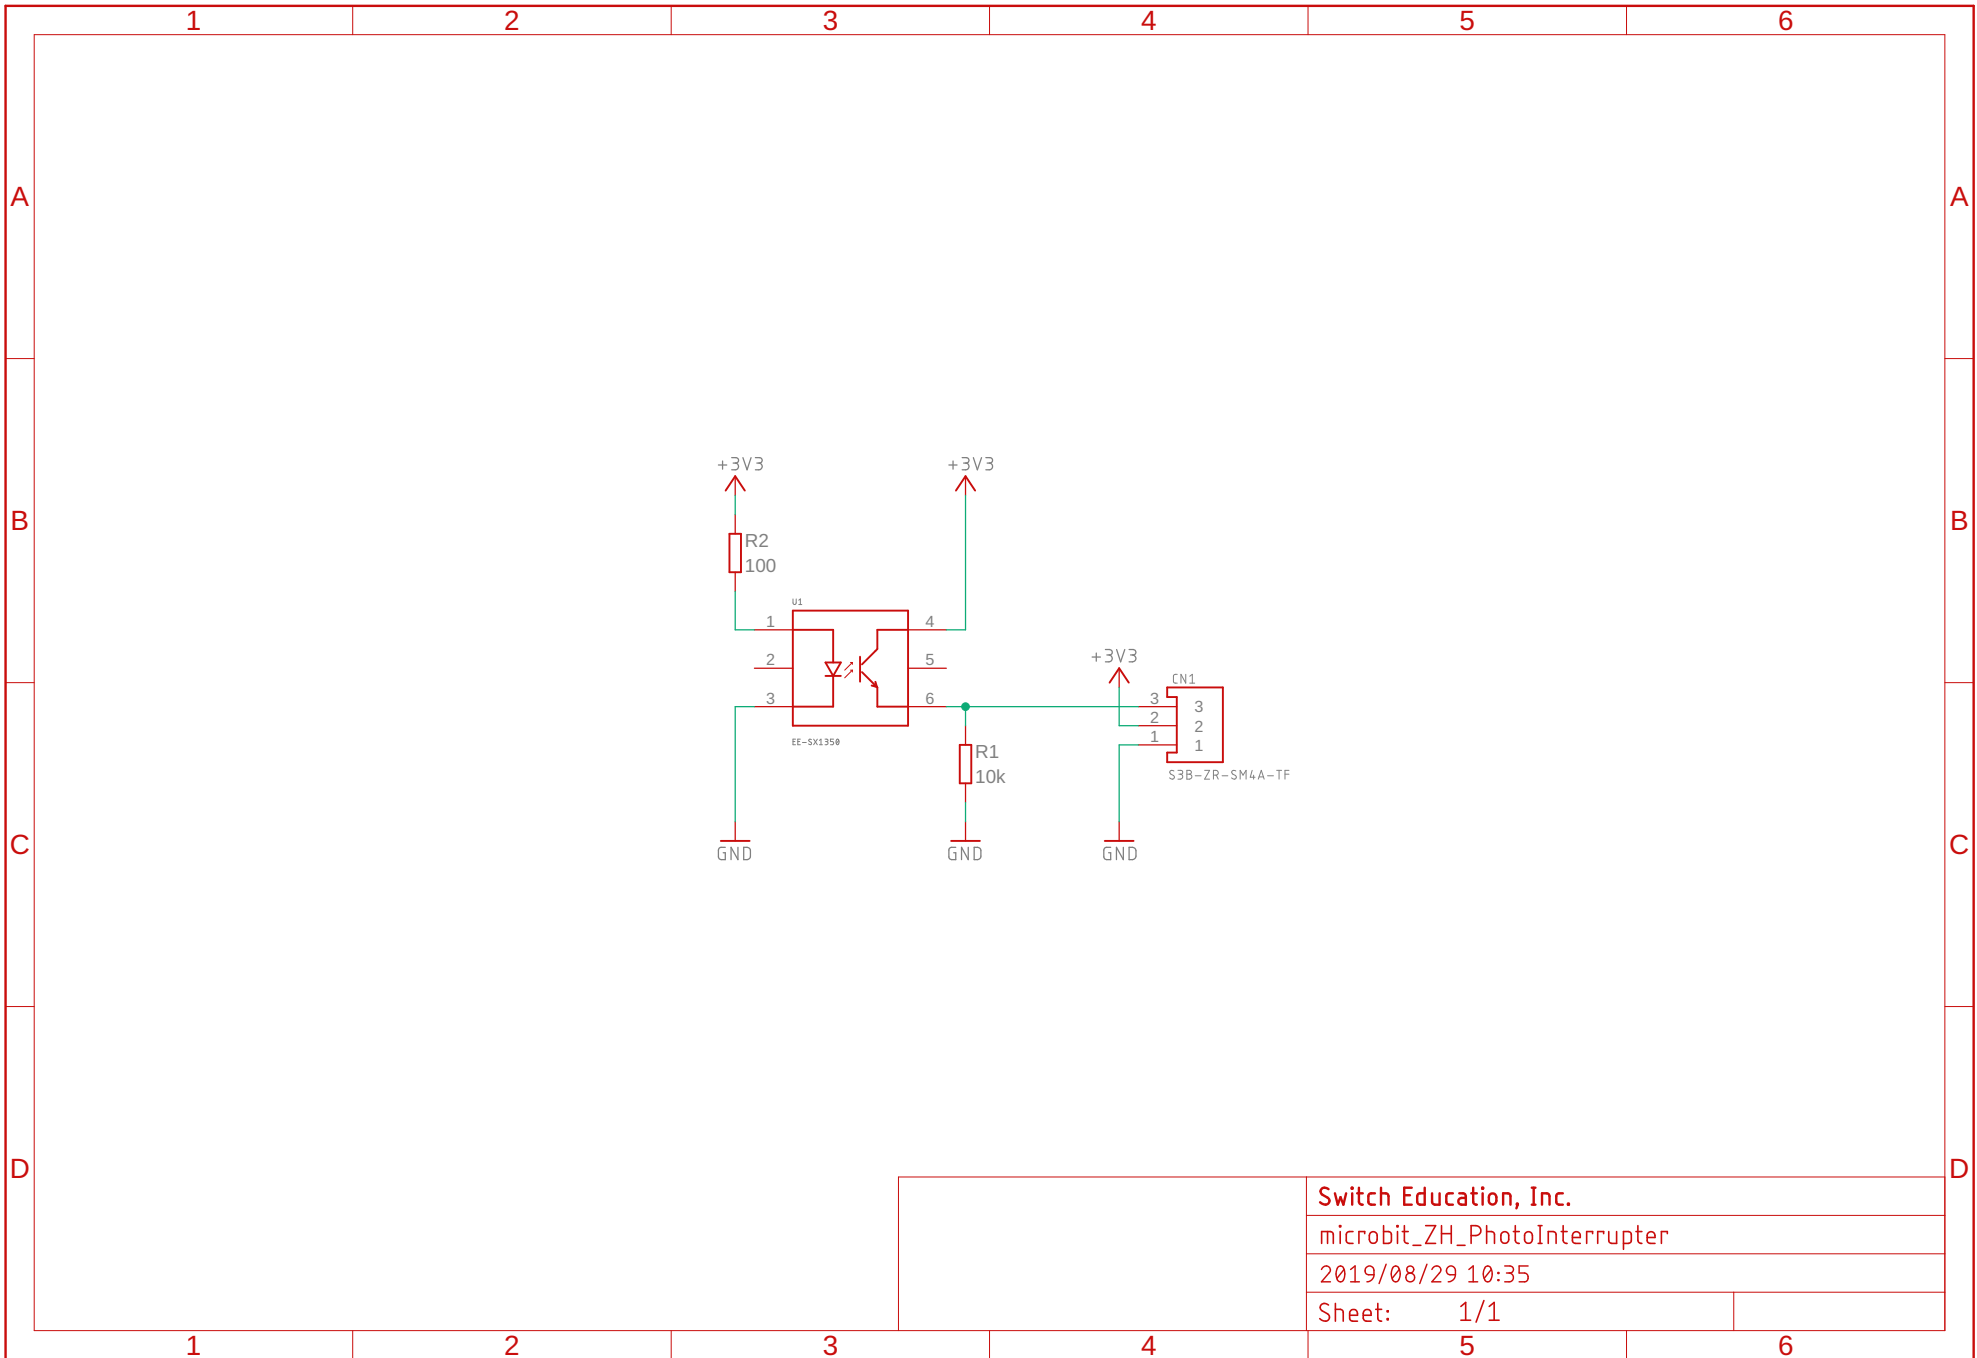 1 2 3 4 5 6
A A
+3V3 +3V3
B B
R2
100
U1
1 4
2 5
3 6
EE-SX1350
+3V3
CN1
3 3
2 2
1 1
S3B-ZR-SM4A-TF
R1
10k
C C
GND GND GND
D D
Switch Education, Inc.
microbit_ZH_PhotoInterrupter
2019/08/29 10:35
Sheet: 1/1
1 2 3 4 5 6